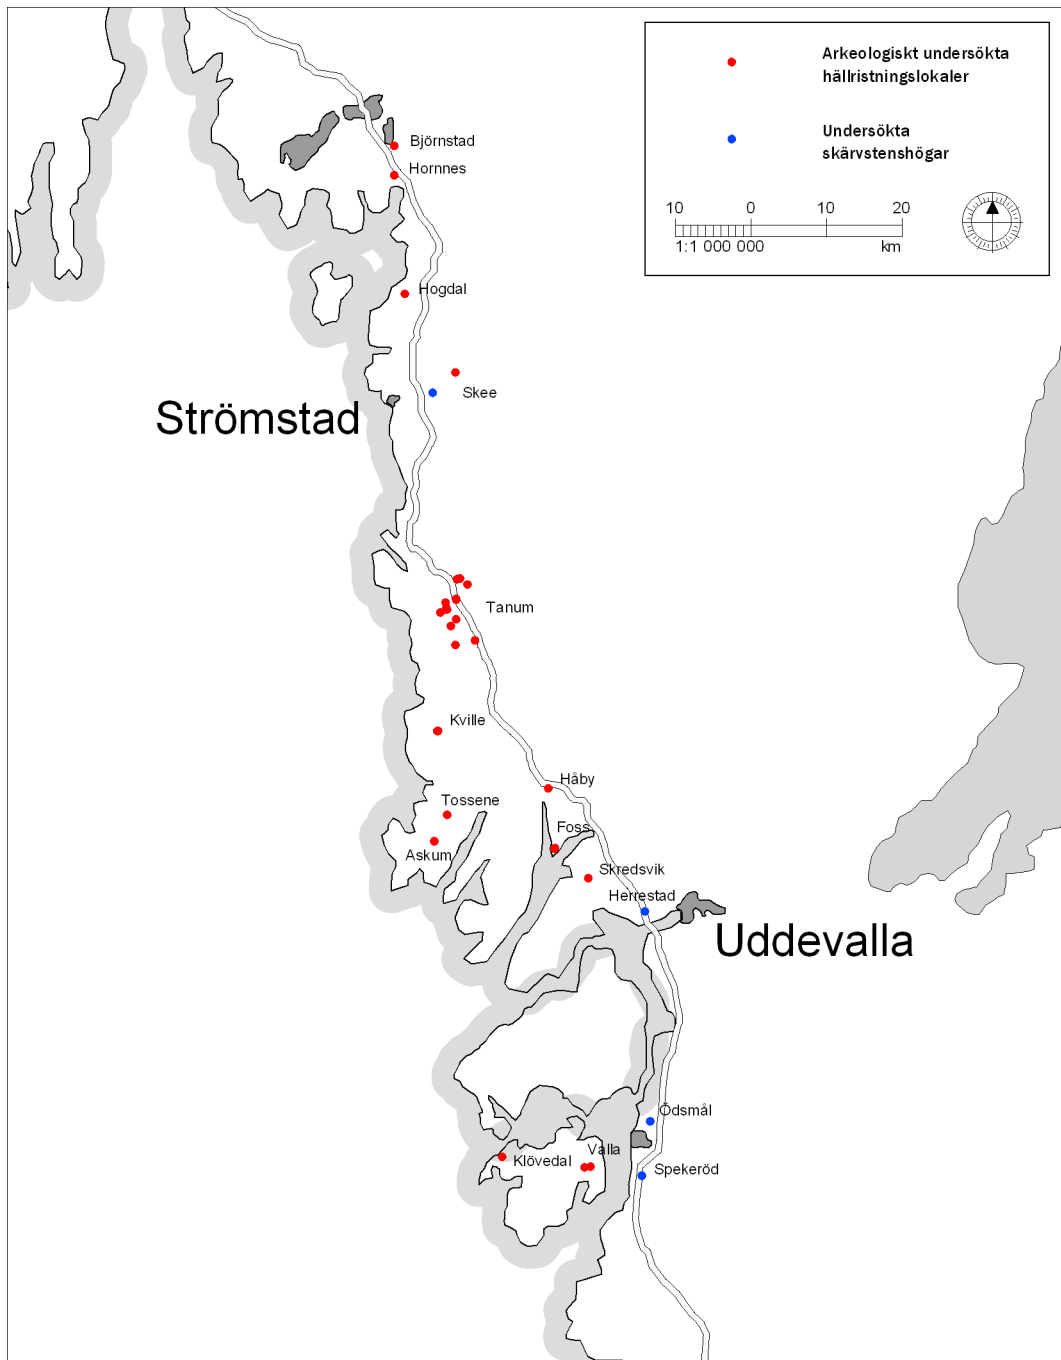 Arkeologiskt undersökta
hällristningslokaler
Undersökta
skärvstenshögar
10 0 10 20
1:1 000 000 km
Björnstad
Hornnes
Hogdal
Skee
Strömstad
Tanum
Kville
Håby
Tossene
Foss
Askum
Skredsvik
Herrestad
Uddevalla
Ödsmål
Valla
Klövedal
Spekeröd